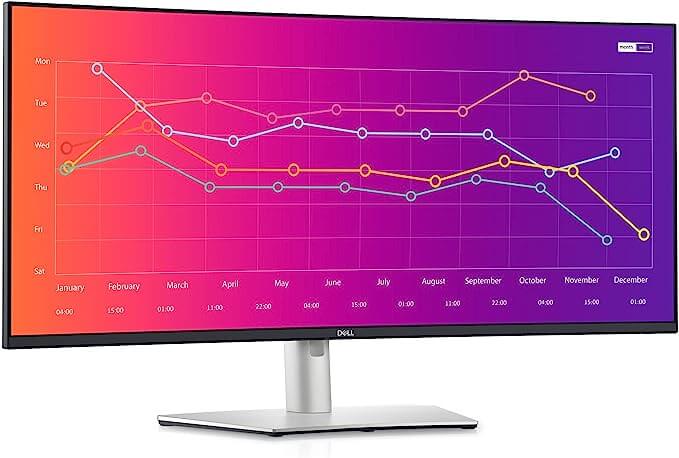 month week
Mon
Tue
Wed
Thu
Fri
Sat
January February March April May June July August September October November December
04:00 15:00 01:00 11:00 22:00 04:00 15:00 01:00 11:00 22:00 04:00 15:00 01:00
DELL